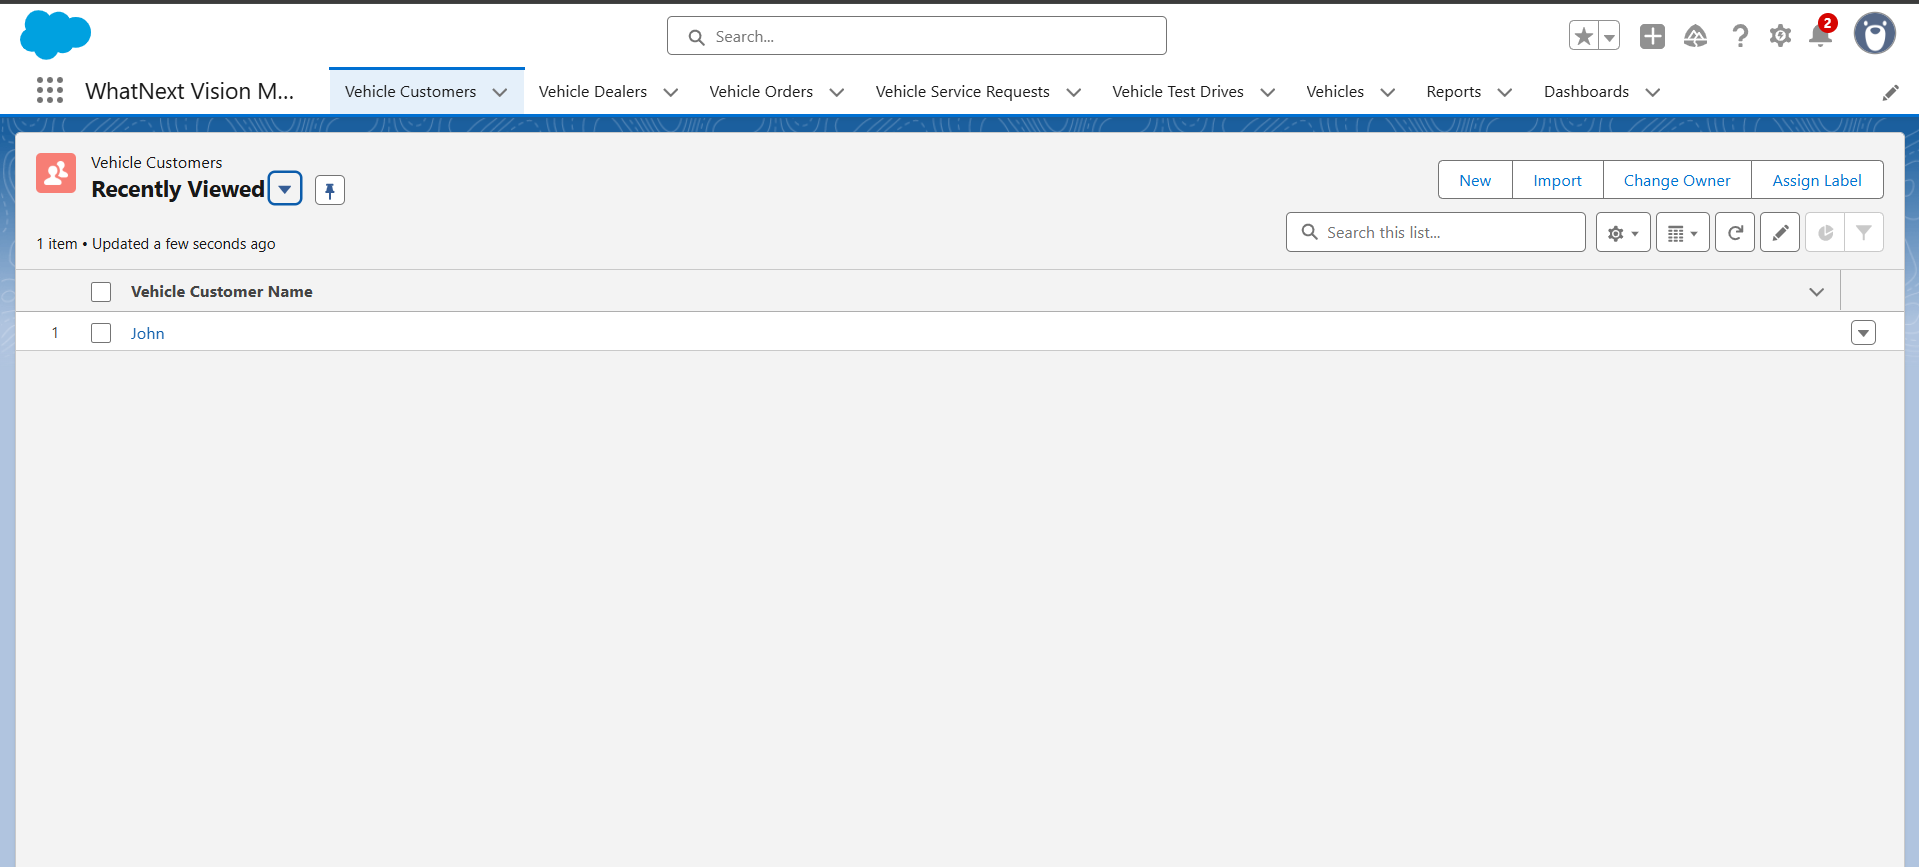 Search...
2
WhatNext Vision M...
Vehicle Customers
Vehicle Dealers
Vehicle Orders
Vehicle Service Requests
Vehicle Test Drives
Vehicles
Reports
Dashboards
Vehicle Customers
Recently Viewed
New
Import
Change Owner
Assign Label
1 item • Updated a few seconds ago
Search this list...
Vehicle Customer Name
1
John